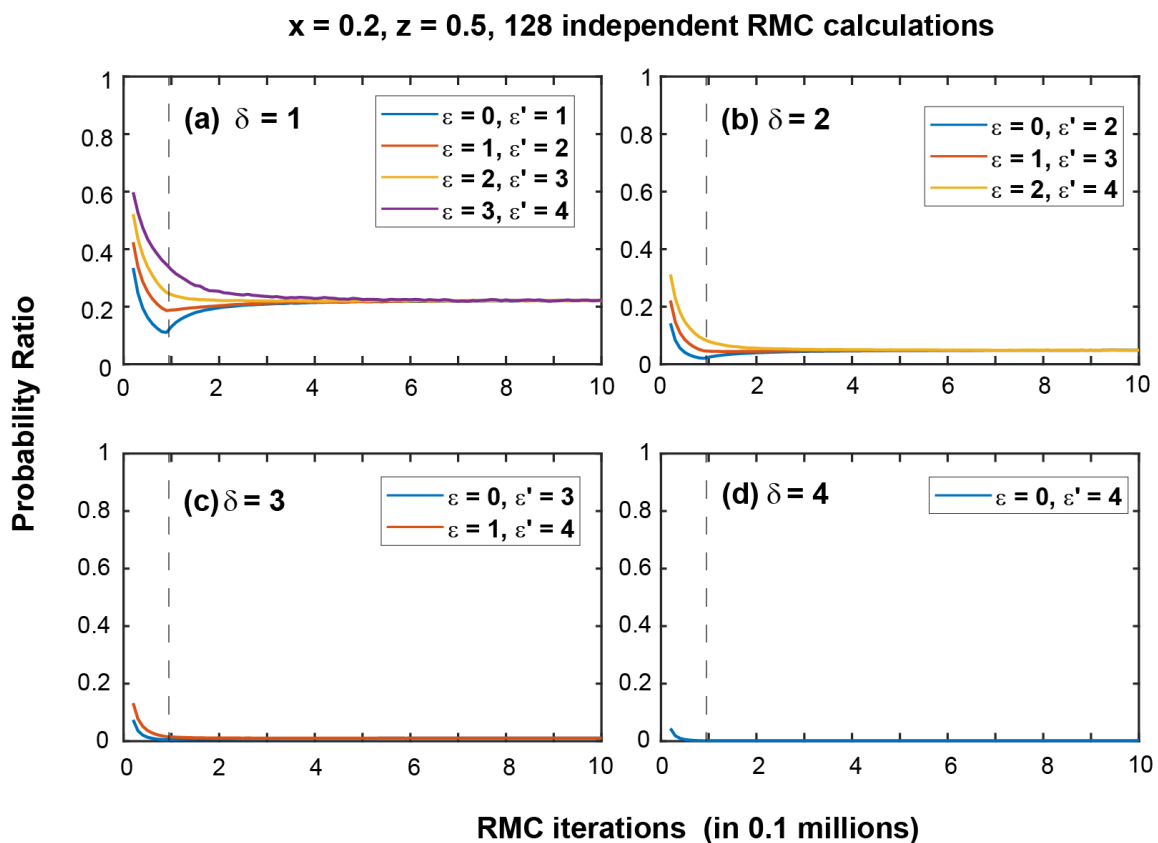 x = 0.2, z = 0.5, 128 independent RMC calculations
Probability Ratio
(a) δ = 1
ε = 0, ε' = 1
ε = 1, ε' = 2
ε = 2, ε' = 3
ε = 3, ε' = 4
1
0.8
0.6
0.4
0.2
0
0 2 4 6 8 10
(b) δ = 2
ε = 0, ε' = 2
ε = 1, ε' = 3
ε = 2, ε' = 4
1
0.8
0.6
0.4
0.2
0
0 2 4 6 8 10
(c) δ = 3
ε = 0, ε' = 3
ε = 1, ε' = 4
1
0.8
0.6
0.4
0.2
0
0 2 4 6 8 10
(d) δ = 4
ε = 0, ε' = 4
1
0.8
0.6
0.4
0.2
0
0 2 4 6 8 10
RMC iterations (in 0.1 millions)